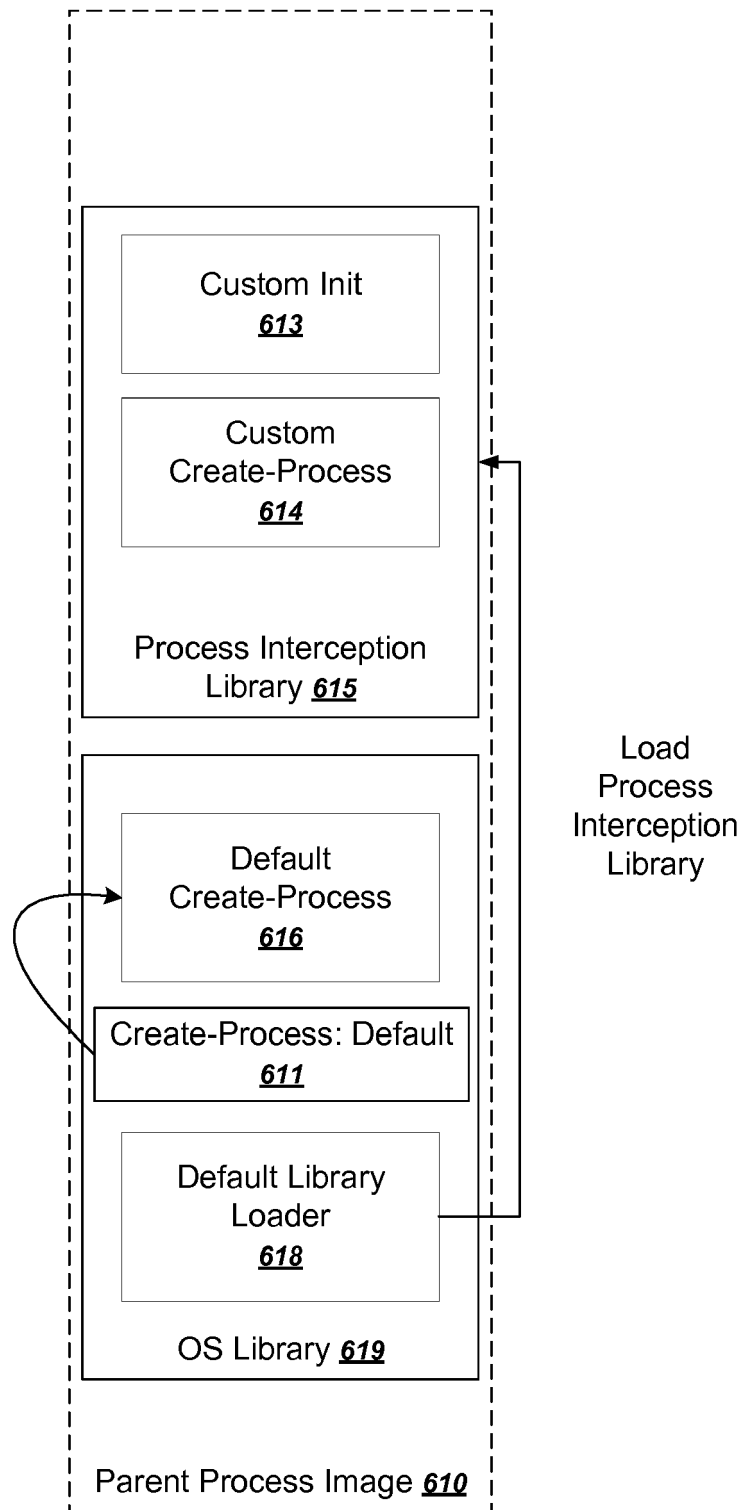 Custom Init
613
Custom
Create-Process
614
Process Interception
Library 615
Load
Process
Interception
Library
Default
Create-Process
616
Create-Process: Default
611
Default Library
Loader
618
OS Library 619
Parent Process Image 610